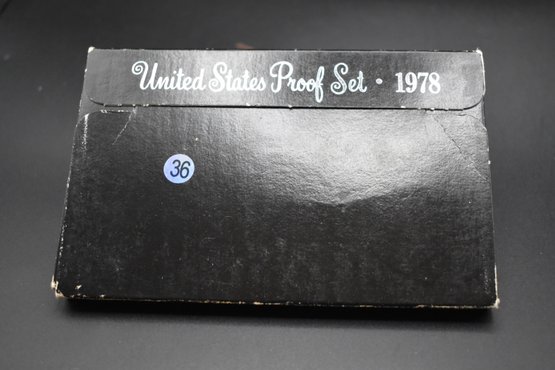 United States Proof Set · 1978
36